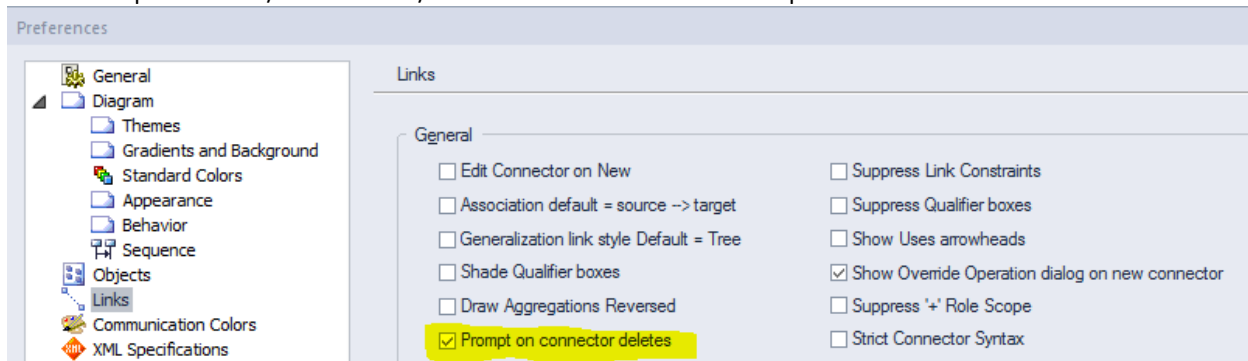 Preferences
General
Diagram
Themes
Gradients and Background
Standard Colors
Appearance
Behavior
Sequence
Objects
Links
Communication Colors
XML Specifications
Links
General
Edit Connector on New
Association default = source --> target
Generalization link style Default = Tree
Shade Qualifier boxes
Draw Aggregations Reversed
Prompt on connector deletes
Suppress Link Constraints
Suppress Qualifier boxes
Show Uses arrowheads
Show Override Operation dialog on new connector
Suppress '+' Role Scope
Strict Connector Syntax